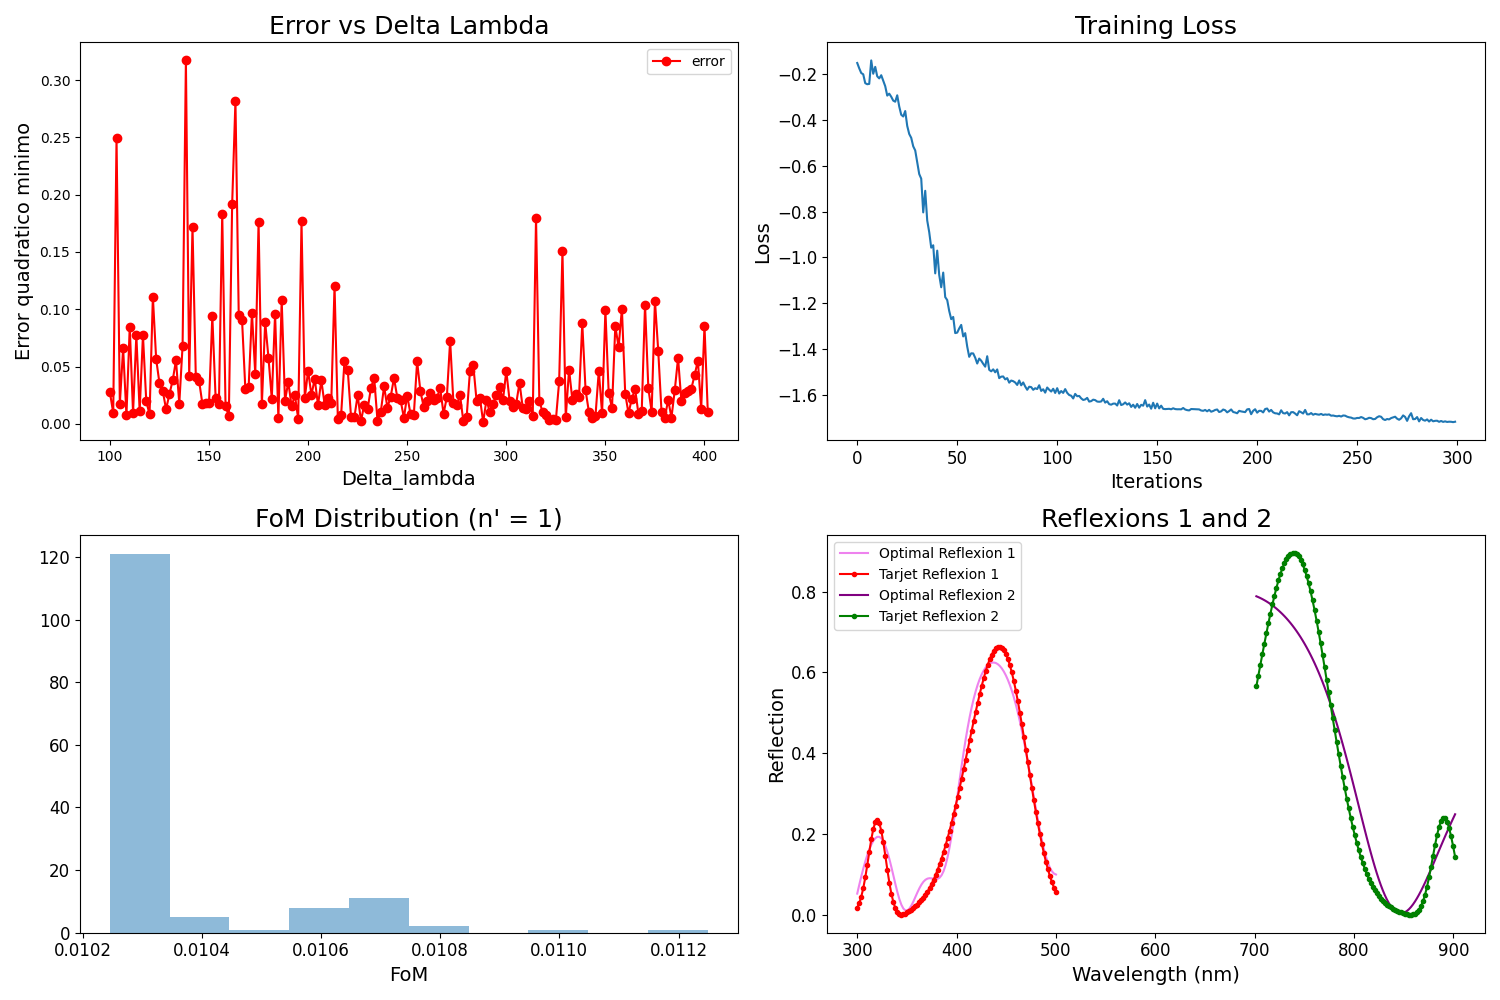 Error vs Delta Lambda
error
Error quadratico minimo
0.30
0.25
0.20
0.15
0.10
0.05
0.00
100 150 200 250 300 350 400
Delta_lambda
Training Loss
Loss
−0.2
−0.4
−0.6
−0.8
−1.0
−1.2
−1.4
−1.6
0 50 100 150 200 250 300
Iterations
FoM Distribution (n' = 1)
120
100
80
60
40
20
0
0.0102 0.0104 0.0106 0.0108 0.0110 0.0112
FoM
Reflexions 1 and 2
Optimal Reflexion 1
Tarjet Reflexion 1
Optimal Reflexion 2
Tarjet Reflexion 2
Reflection
0.8
0.6
0.4
0.2
0.0
300 400 500 600 700 800 900
Wavelength (nm)